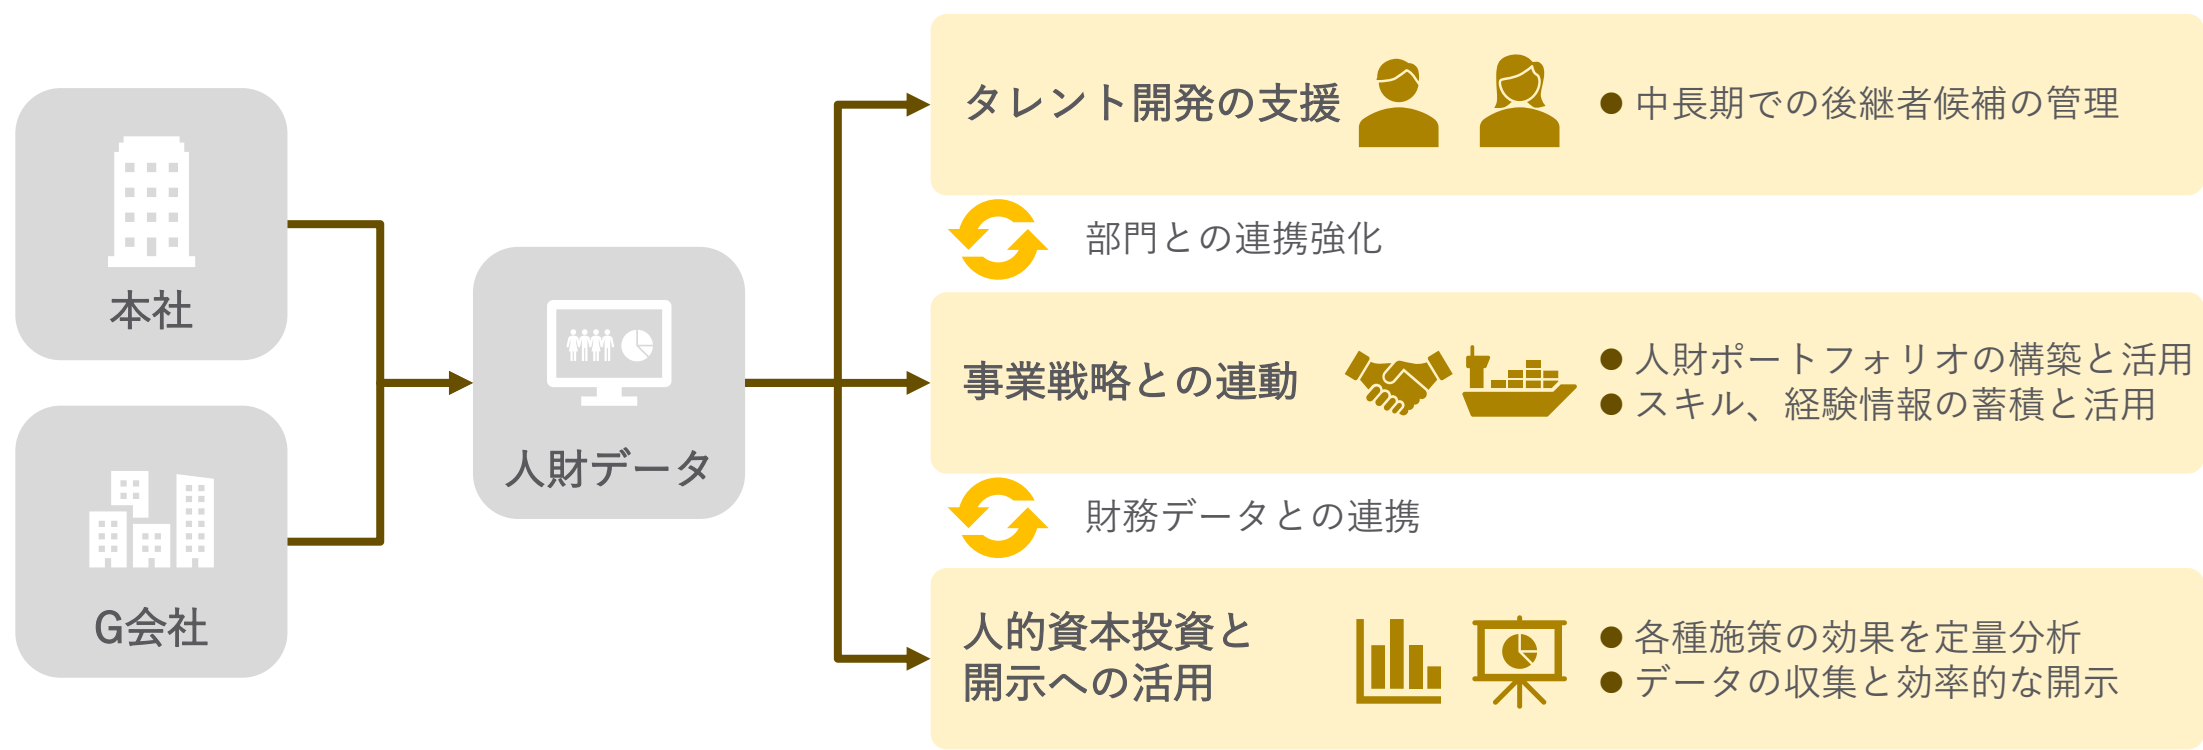 本社
G会社
人財データ
タレント開発の支援
● 中長期での後継者候補の管理
部門との連携強化
事業戦略との連動
● 人財ポートフォリオの構築と活用
● スキル、経験情報の蓄積と活用
財務データとの連携
人的資本投資と
開示への活用
● 各種施策の効果を定量分析
● データの収集と効率的な開示